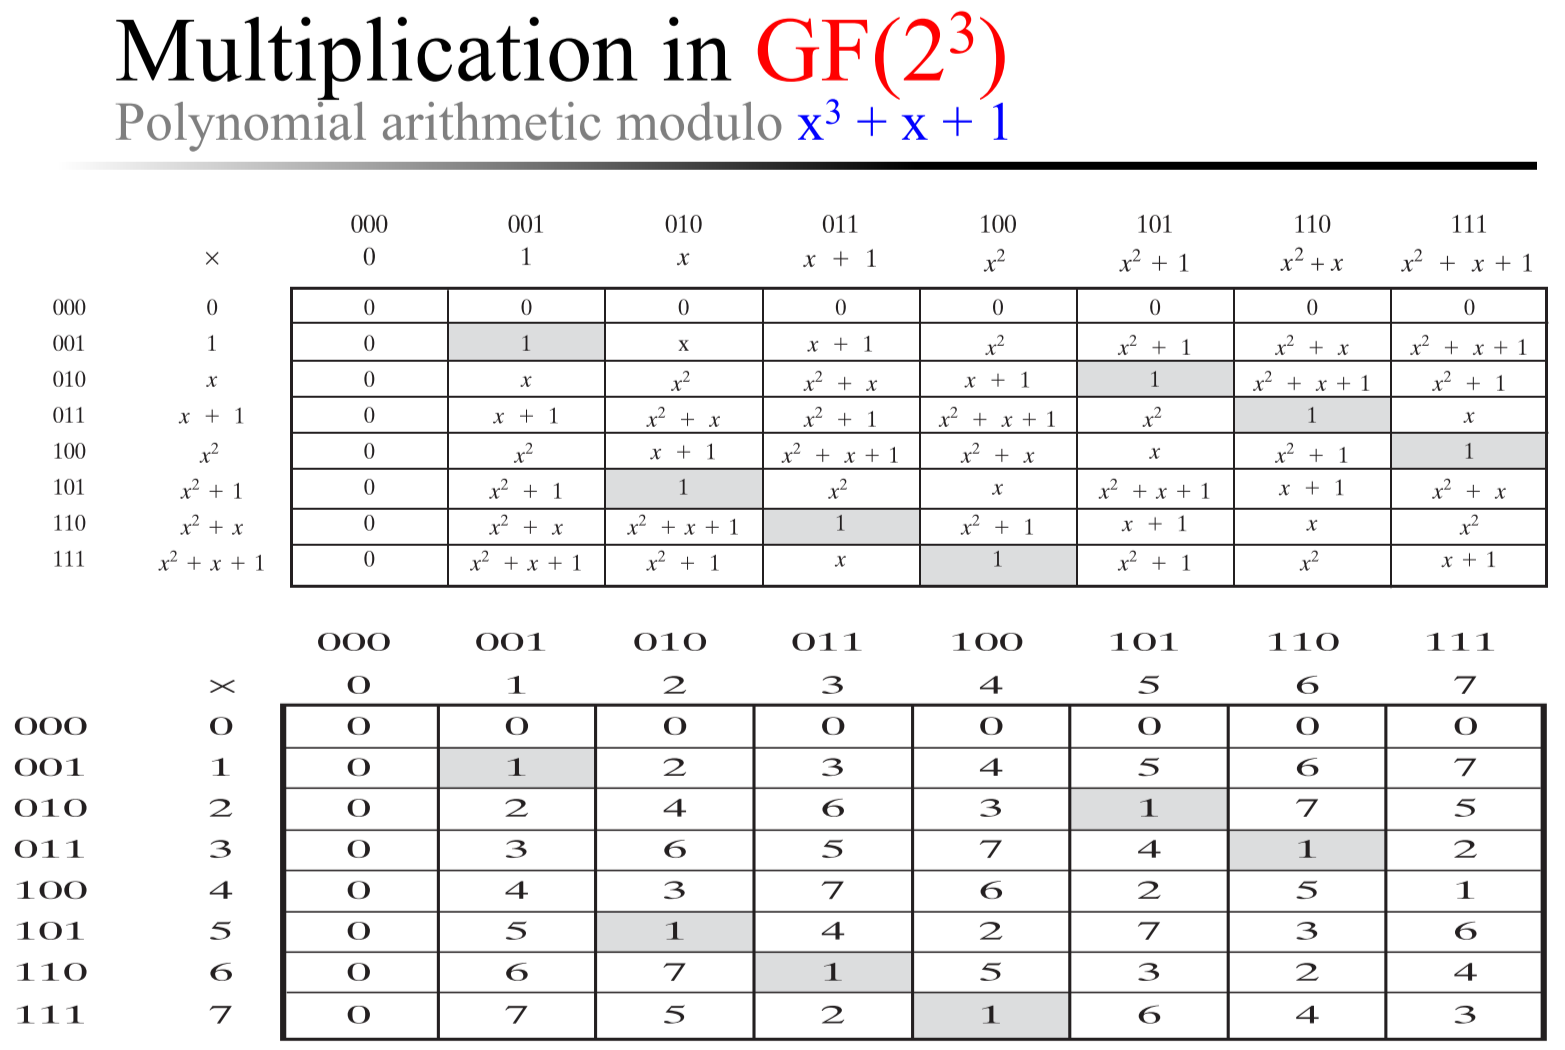 Multiplication in GF(2³)
Polynomial arithmetic modulo x³ + x + 1
000 001 010 011 100 101 110 111
× 0 1 x x + 1 x² x² + 1 x² + x x² + x + 1
000 0 0 0 0 0 0 0 0 0
001 1 0 1 x x + 1 x² x² + 1 x² + x x² + x + 1
010 x 0 x x² x² + x x + 1 1 x² + x + 1 x² + 1
011 x + 1 0 x + 1 x² + x x² + 1 x² + x + 1 x² 1 x
100 x² 0 x² x + 1 x² + x + 1 x² + x x x² + 1 1
101 x² + 1 0 x² + 1 1 x² x x² + x + 1 x + 1 x² + x
110 x² + x 0 x² + x x² + x + 1 1 x² + 1 x + 1 x x²
111 x² + x + 1 0 x² + x + 1 x² + 1 x 1 x² + 1 x² x + 1
000 001 010 011 100 101 110 111
× 0 1 2 3 4 5 6 7
000 0 0 0 0 0 0 0 0 0
001 1 0 1 2 3 4 5 6 7
010 2 0 2 4 6 3 1 7 5
011 3 0 3 6 5 7 4 1 2
100 4 0 4 3 7 6 2 5 1
101 5 0 5 1 4 2 7 3 6
110 6 0 6 7 1 5 3 2 4
111 7 0 7 5 2 1 6 4 3